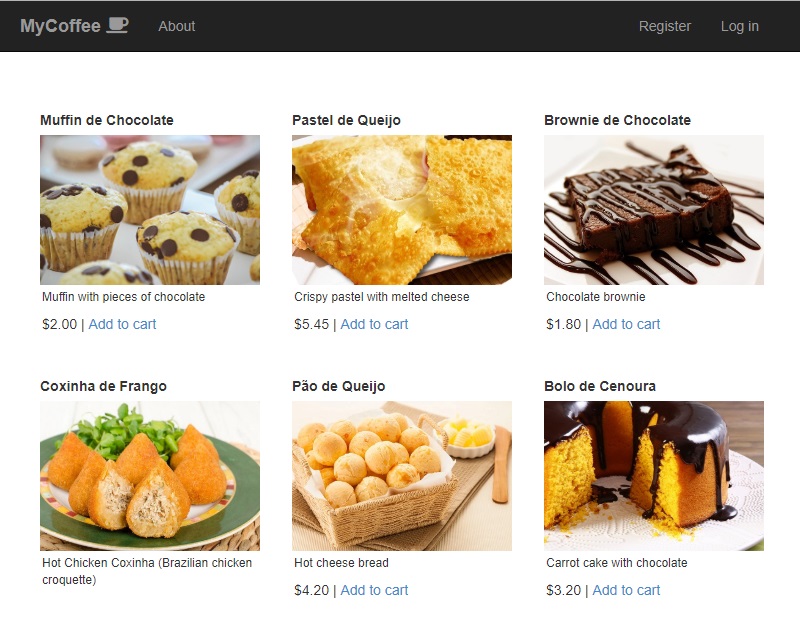 MyCoffee
About
Register
Log in
Muffin de Chocolate
Muffin with pieces of chocolate
$2.00 | Add to cart
Pastel de Queijo
Crispy pastel with melted cheese
$5.45 | Add to cart
Brownie de Chocolate
Chocolate brownie
$1.80 | Add to cart
Coxinha de Frango
Hot Chicken Coxinha (Brazilian chicken
croquette)
Pão de Queijo
Hot cheese bread
$4.20 | Add to cart
Bolo de Cenoura
Carrot cake with chocolate
$3.20 | Add to cart